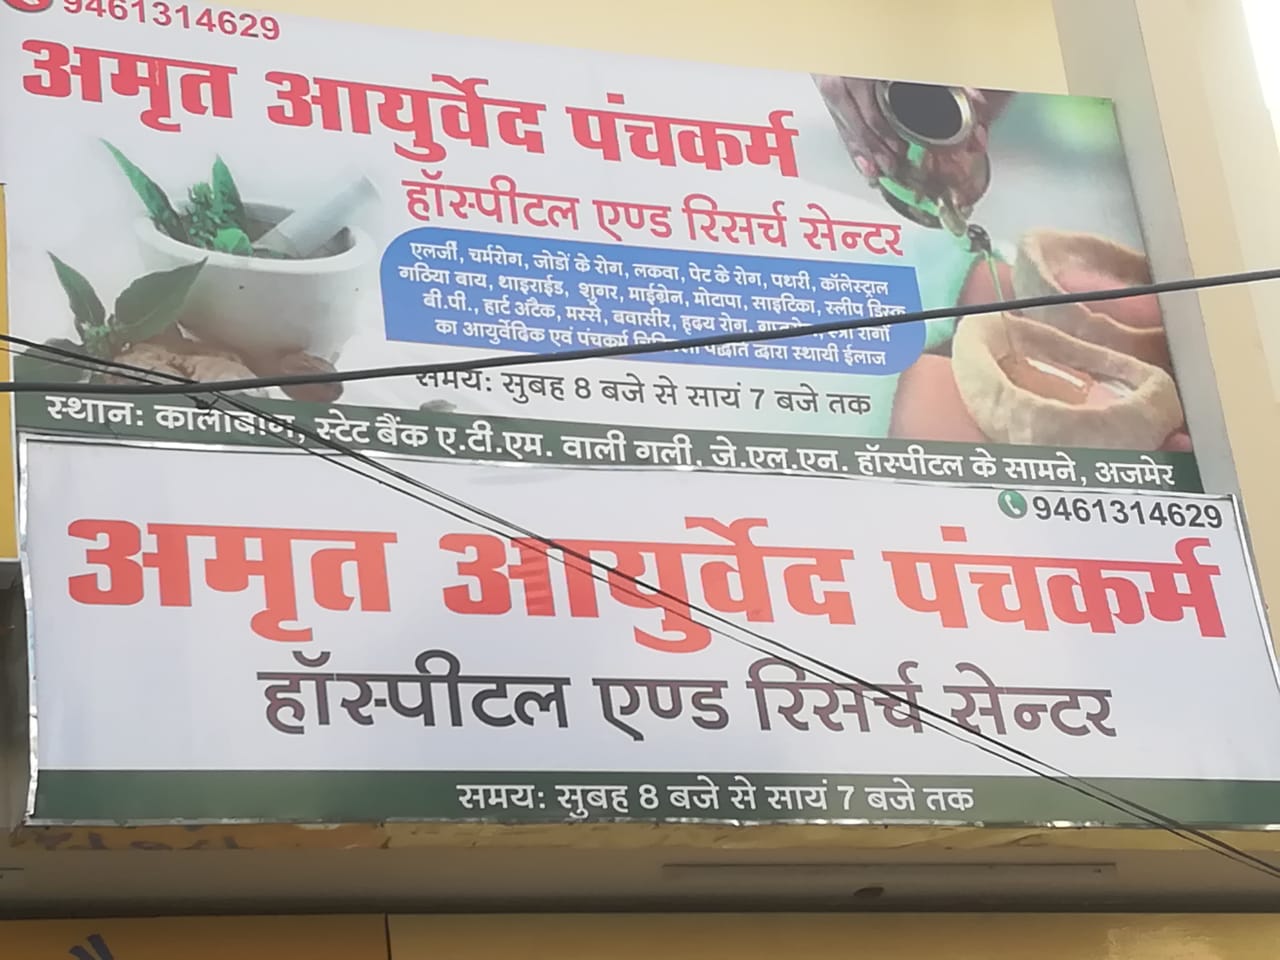 9461314629
अमृत आयुर्वेद पंचकर्म
हॉस्पीटल एण्ड रिसर्च सेन्टर
एलर्जी, चर्मरोग, जोडों के रोग, लकवा, पेट के रोग, पथरी, कॉलेस्ट्राल
गठिया बाय, थाइराईड, शुगर, माईग्रेन, मोटापा, साइटिका, स्लीप डिस्क
बी.पी., हार्ट अटैक, मस्से, बवासीर, हृदय रोग, स्त्री रोगों
का आयुर्वेदिक एवं पंचकर्म पद्धति द्वारा स्थायी ईलाज
समय: सुबह 8 बजे से सायं 7 बजे तक
स्थान: कालाबाग, स्टेट बैंक ए.टी.एम. वाली गली, जे.एल.एन. हॉस्पीटल के सामने, अजमेर
9461314629
अमृत आयुर्वेद पंचकर्म
हॉस्पीटल एण्ड रिसर्च सेन्टर
समय: सुबह 8 बजे से सायं 7 बजे तक